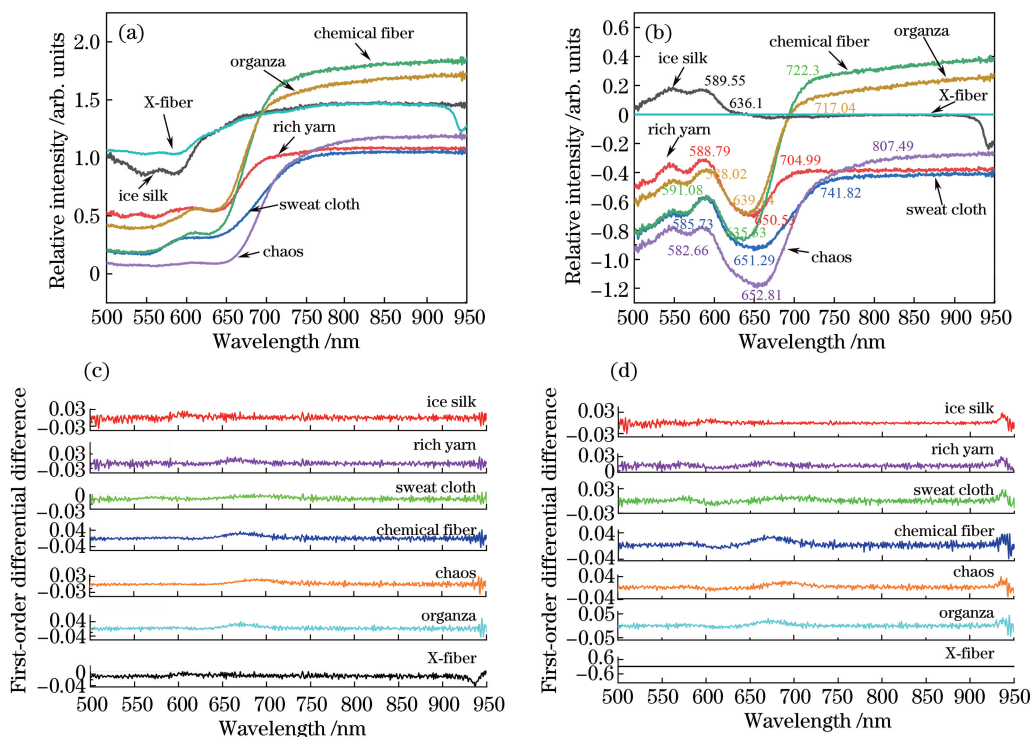 (a)
chemical fiber
organza
X-fiber
rich yarn
ice silk
sweat cloth
chaos
2.0
1.5
1.0
0.5
0
500 550 600 650 700 750 800 850 900 950
Relative intensity /arb. units
Wavelength /nm
(b)
organza
chemical fiber
ice silk
589.55
722.3
X-fiber
636.1
717.04
rich yarn
588.79
807.49
704.99
591.08
741.82
650.53
585.73
sweat cloth
582.66
651.29
chaos
652.81
0.6
0.4
0.2
0
−0.2
−0.4
−0.6
−0.8
−1.0
−1.2
500 550 600 650 700 750 800 850 900 950
Relative intensity /arb. units
Wavelength /nm
(c)
First-order differential difference
ice silk
0.03
−0.03
rich yarn
0.03
−0.03
sweat cloth
0
−0.03
chemical fiber
0.04
−0.04
chaos
0.03
−0.03
organza
0.04
−0.04
X-fiber
0
−0.04
500 550 600 650 700 750 800 850 900 950
Wavelength /nm
(d)
First-order differential difference
ice silk
0.03
−0.03
rich yarn
0.03
0
sweat cloth
0.03
−0.03
chemical fiber
0.04
−0.04
chaos
0.04
−0.04
organza
0.05
−0.05
X-fiber
0.6
−0.6
500 550 600 650 700 750 800 850 900 950
Wavelength /nm